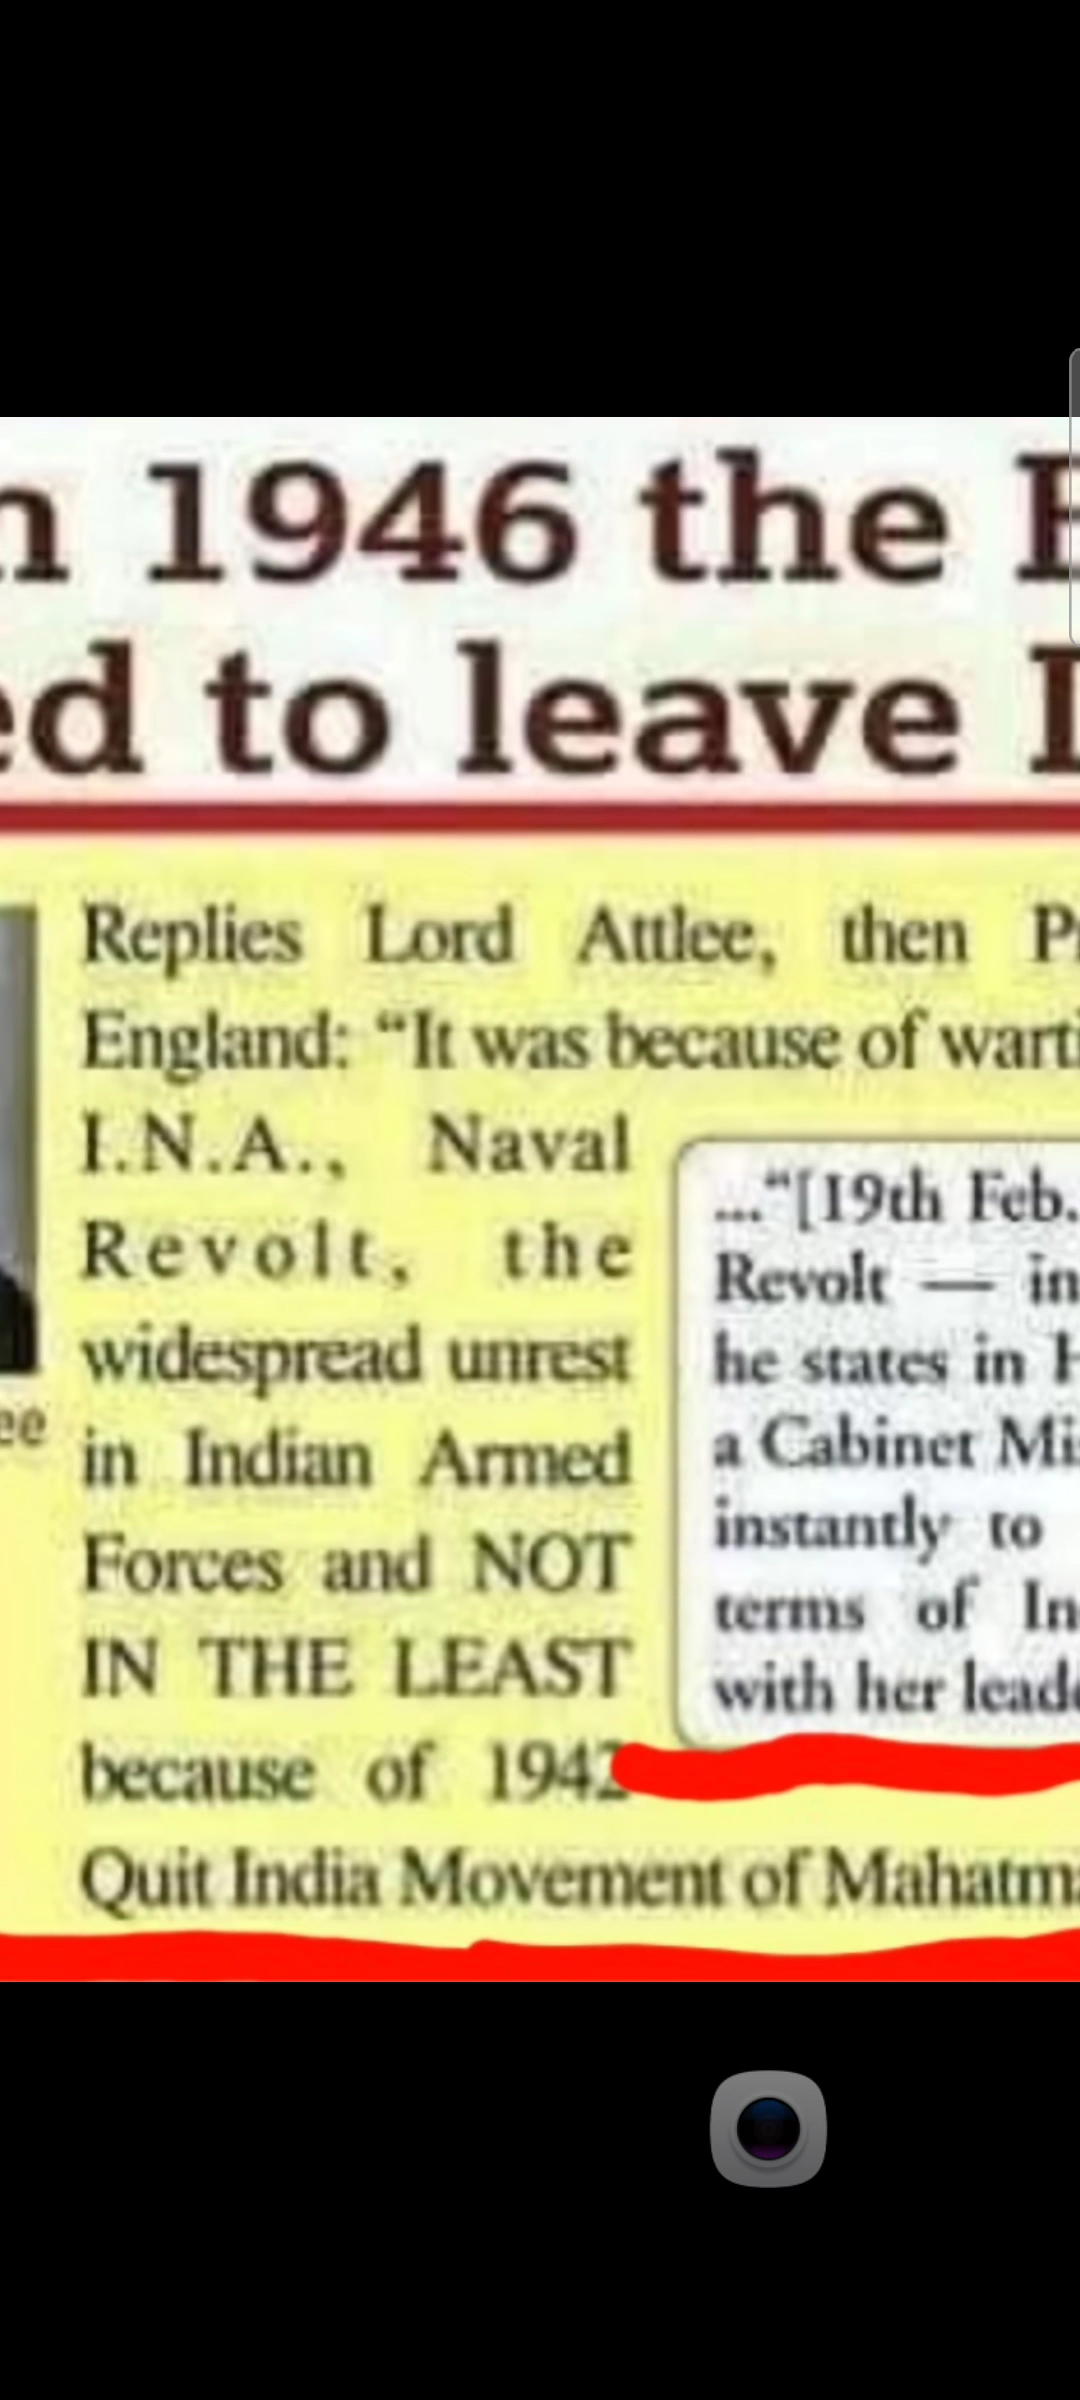 1946 the
ed to leave
ee
Replies Lord Attlee, then
England: “It was because of
I.N.A., Naval
Revolt, the
widespread unrest
in Indian Armed
Forces and NOT
IN THE LEAST
because of 1942
Quit India Movement of
...“[19th Feb.
Revolt — in
he states in
a Cabinet
instantly to
terms of
with her